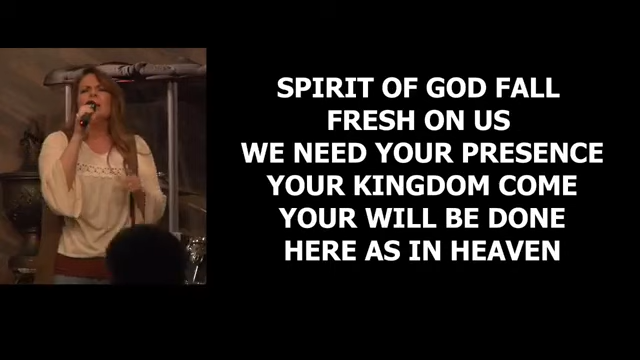 SPIRIT OF GOD FALL
FRESH ON US
WE NEED YOUR PRESENCE
YOUR KINGDOM COME
YOUR WILL BE DONE
HERE AS IN HEAVEN